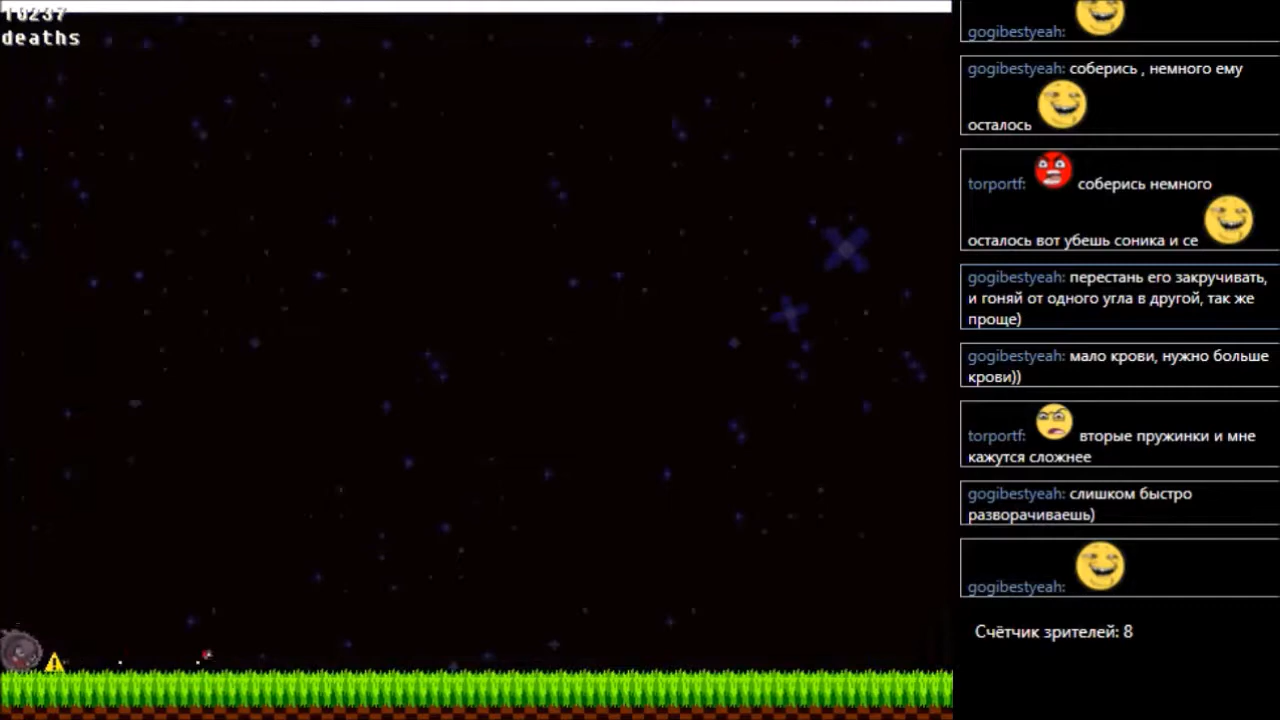 10237
deaths
gogibestyeah:
gogibestyeah: соберись , немного ему
осталось
torportf: соберись немного
осталось вот убешь соника и се
gogibestyeah: перестань его закручивать,
и гоняй от одного угла в другой, так же
проще)
gogibestyeah: мало крови, нужно больше
крови))
torportf: вторые пружинки и мне
кажутся сложнее
gogibestyeah: слишком быстро
разворачиваешь)
gogibestyeah:
Счётчик зрителей: 8